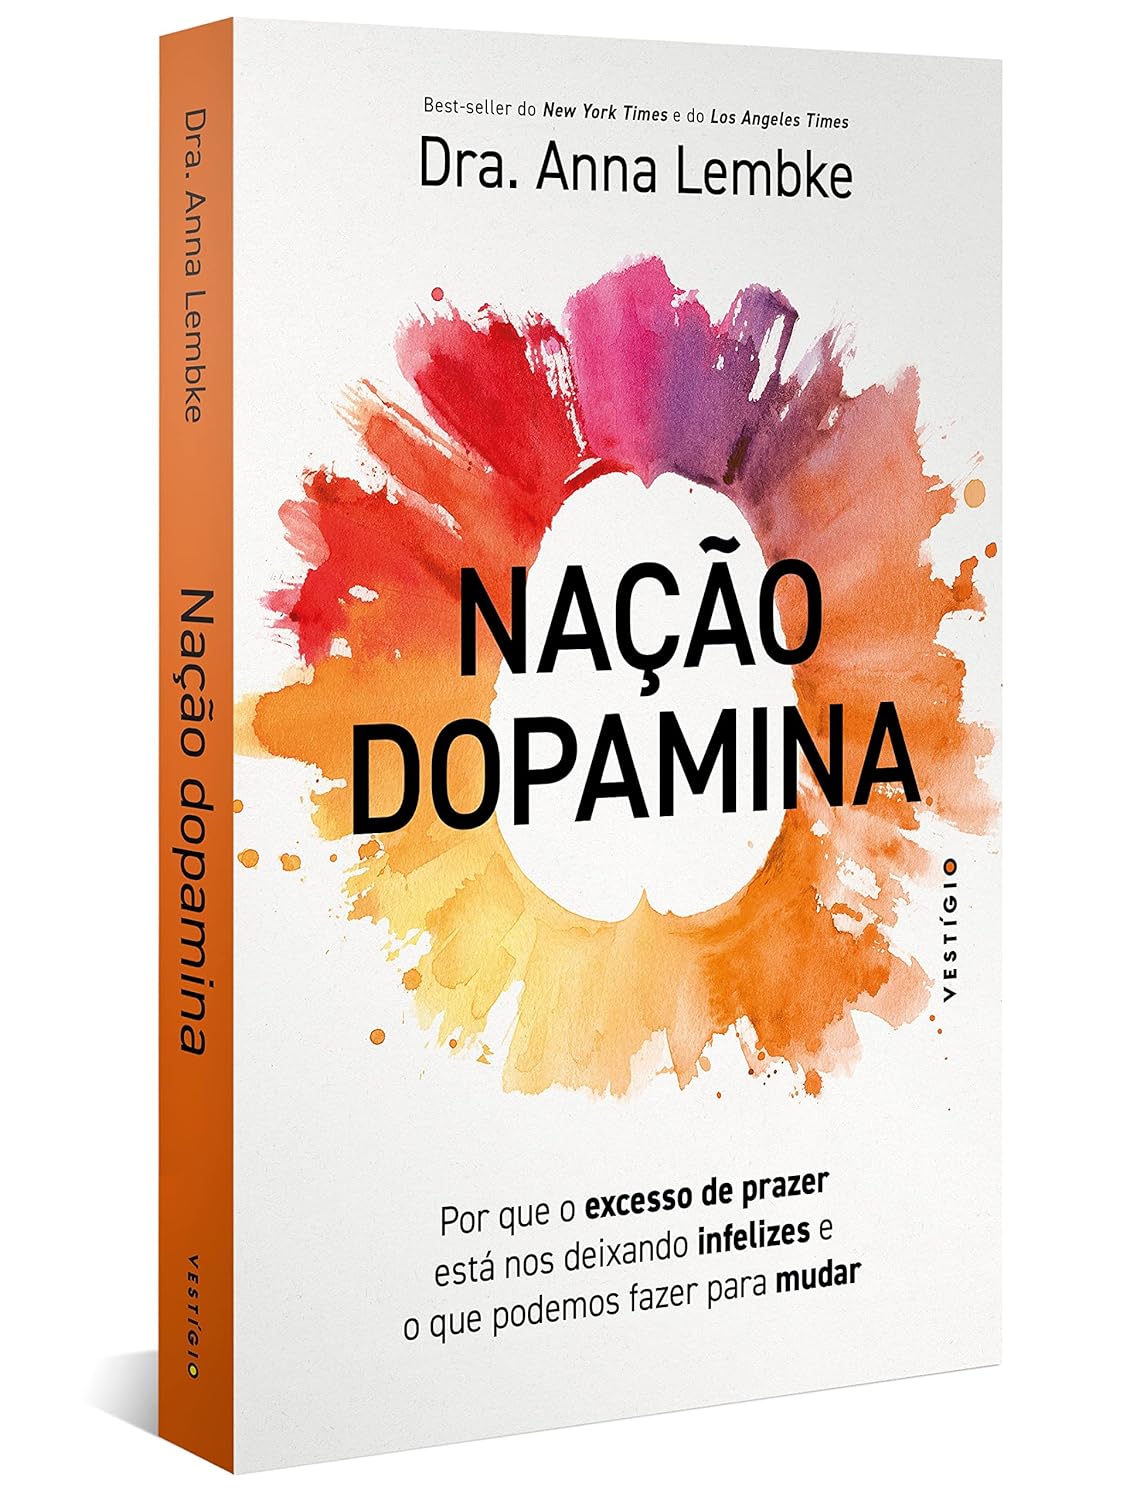 Best-seller do New York Times e do Los Angeles Times
Dra. Anna Lembke
NAÇÃO
DOPAMINA
VESTÍGIO
Por que o excesso de prazer
está nos deixando infelizes e
o que podemos fazer para mudar
Dra. Anna Lembke
Nação dopamina
VESTÍGIO